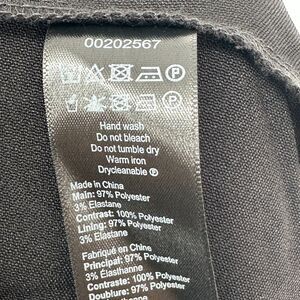 00202567
P
P
Hand wash
Do not bleach
Do not tumble dry
Warm iron
Drycleanable P
Made in China
Main: 97% Polyester
3% Elastane
Contrast: 100% Polyester
Lining: 97% Polyester
3% Elastane
Fabriqué en Chine
Principal: 97% Polyester
3% Élasthanne
Contraste: 100% Polyester
Doublure: 97% Polyester